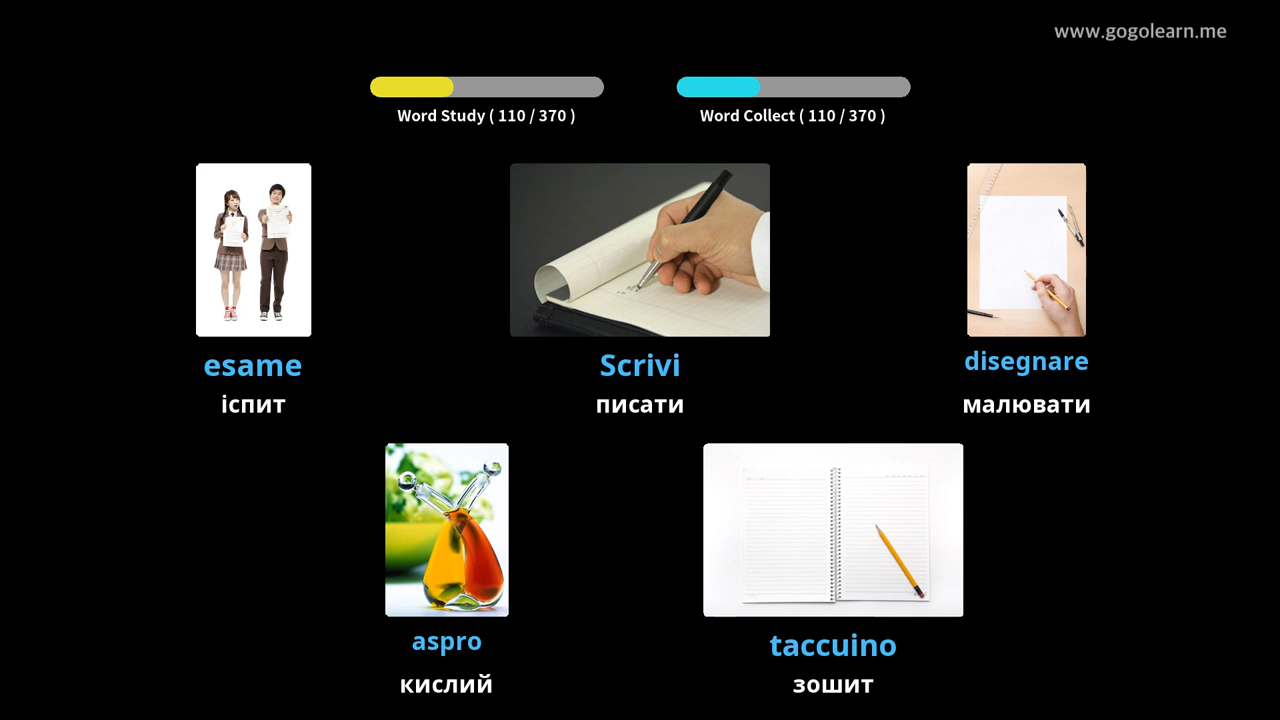 www.gogolearn.me
Word Study ( 110 / 370 )
Word Collect ( 110 / 370 )
esame
іспит
Scrivi
писати
disegnare
малювати
aspro
кислий
taccuino
зошит